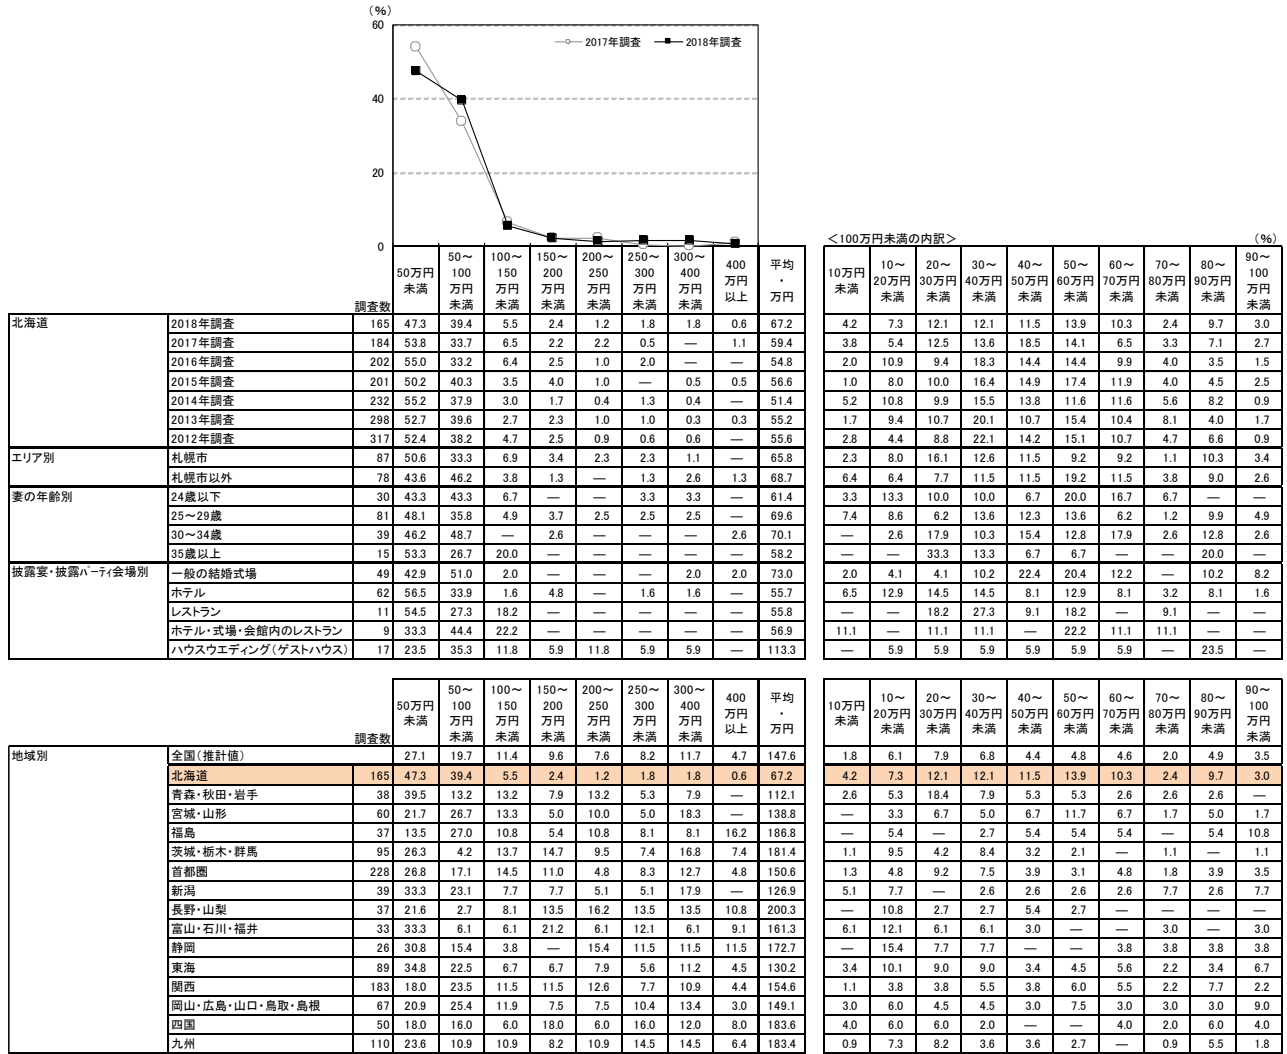 (%)
60
40
20
0
2017年調査 2018年調査
<100万円未満の内訳> (%)
調査数 50万円未満 50～100万円未満 100～150万円未満 150～200万円未満 200～250万円未満 250～300万円未満 300～400万円未満 400万円以上 平均・万円 10万円未満 10～20万円未満 20～30万円未満 30～40万円未満 40～50万円未満 50～60万円未満 60～70万円未満 70～80万円未満 80～90万円未満 90～100万円未満
北海道 2018年調査 165 47.3 39.4 5.5 2.4 1.2 1.8 1.8 0.6 67.2 4.2 7.3 12.1 12.1 11.5 13.9 10.3 2.4 9.7 3.0
2017年調査 184 53.8 33.7 6.5 2.2 2.2 0.5 — 1.1 59.4 3.8 5.4 12.5 13.6 18.5 14.1 6.5 3.3 7.1 2.7
2016年調査 202 55.0 33.2 6.4 2.5 1.0 2.0 — — 54.8 2.0 10.9 9.4 18.3 14.4 14.4 9.9 4.0 3.5 1.5
2015年調査 201 50.2 40.3 3.5 4.0 1.0 — 0.5 0.5 56.6 1.0 8.0 10.0 16.4 14.9 17.4 11.9 4.0 4.5 2.5
2014年調査 232 55.2 37.9 3.0 1.7 0.4 1.3 0.4 — 51.4 5.2 10.8 9.9 15.5 13.8 11.6 11.6 5.6 8.2 0.9
2013年調査 298 52.7 39.6 2.7 2.3 1.0 1.0 0.3 0.3 55.2 1.7 9.4 10.7 20.1 10.7 15.4 10.4 8.1 4.0 1.7
2012年調査 317 52.4 38.2 4.7 2.5 0.9 0.6 0.6 — 55.6 2.8 4.4 8.8 22.1 14.2 15.1 10.7 4.7 6.6 0.9
エリア別 札幌市 87 50.6 33.3 6.9 3.4 2.3 2.3 1.1 — 65.8 2.3 8.0 16.1 12.6 11.5 9.2 9.2 1.1 10.3 3.4
札幌市以外 78 43.6 46.2 3.8 1.3 — 1.3 2.6 1.3 68.7 6.4 6.4 7.7 11.5 11.5 19.2 11.5 3.8 9.0 2.6
妻の年齢別 24歳以下 30 43.3 43.3 6.7 — — 3.3 3.3 — 61.4 3.3 13.3 10.0 10.0 6.7 20.0 16.7 6.7 — —
25～29歳 81 48.1 35.8 4.9 3.7 2.5 2.5 2.5 — 69.6 7.4 8.6 6.2 13.6 12.3 13.6 6.2 1.2 9.9 4.9
30～34歳 39 46.2 48.7 — 2.6 — — — 2.6 70.1 — 2.6 17.9 10.3 15.4 12.8 17.9 2.6 12.8 2.6
35歳以上 15 53.3 26.7 20.0 — — — — — 58.2 — — 33.3 13.3 6.7 6.7 — — 20.0 —
披露宴・披露パーティ会場別 一般の結婚式場 49 42.9 51.0 2.0 — — — 2.0 2.0 73.0 2.0 4.1 4.1 10.2 22.4 20.4 12.2 — 10.2 8.2
ホテル 62 56.5 33.9 1.6 4.8 — 1.6 1.6 — 55.7 6.5 12.9 14.5 14.5 8.1 12.9 8.1 3.2 8.1 1.6
レストラン 11 54.5 27.3 18.2 — — — — — 55.8 — — 18.2 27.3 9.1 18.2 — 9.1 — —
ホテル・式場・会館内のレストラン 9 33.3 44.4 22.2 — — — — — 56.9 11.1 — 11.1 11.1 — 22.2 11.1 11.1 — —
ハウスウエディング(ゲストハウス) 17 23.5 35.3 11.8 5.9 11.8 5.9 5.9 — 113.3 — 5.9 5.9 5.9 5.9 5.9 5.9 — 23.5 —
調査数 50万円未満 50～100万円未満 100～150万円未満 150～200万円未満 200～250万円未満 250～300万円未満 300～400万円未満 400万円以上 平均・万円 10万円未満 10～20万円未満 20～30万円未満 30～40万円未満 40～50万円未満 50～60万円未満 60～70万円未満 70～80万円未満 80～90万円未満 90～100万円未満
地域別 全国(推計値) 27.1 19.7 11.4 9.6 7.6 8.2 11.7 4.7 147.6 1.8 6.1 7.9 6.8 4.4 4.8 4.6 2.0 4.9 3.5
北海道 165 47.3 39.4 5.5 2.4 1.2 1.8 1.8 0.6 67.2 4.2 7.3 12.1 12.1 11.5 13.9 10.3 2.4 9.7 3.0
青森・秋田・岩手 38 39.5 13.2 13.2 7.9 13.2 5.3 7.9 — 112.1 2.6 5.3 18.4 7.9 5.3 5.3 2.6 2.6 2.6 —
宮城・山形 60 21.7 26.7 13.3 5.0 10.0 5.0 18.3 — 138.8 — 3.3 6.7 5.0 6.7 11.7 6.7 1.7 5.0 1.7
福島 37 13.5 27.0 10.8 5.4 10.8 8.1 8.1 16.2 186.8 — 5.4 — 2.7 5.4 5.4 5.4 — 5.4 10.8
茨城・栃木・群馬 95 26.3 4.2 13.7 14.7 9.5 7.4 16.8 7.4 181.4 1.1 9.5 4.2 8.4 3.2 2.1 — 1.1 — 1.1
首都圏 228 26.8 17.1 14.5 11.0 4.8 8.3 12.7 4.8 150.6 1.3 4.8 9.2 7.5 3.9 3.1 4.8 1.8 3.9 3.5
新潟 39 33.3 23.1 7.7 7.7 5.1 5.1 17.9 — 126.9 5.1 7.7 — 2.6 2.6 2.6 2.6 7.7 2.6 7.7
長野・山梨 37 21.6 2.7 8.1 13.5 16.2 13.5 13.5 10.8 200.3 — 10.8 2.7 2.7 5.4 2.7 — — — —
富山・石川・福井 33 33.3 6.1 6.1 21.2 6.1 12.1 6.1 9.1 161.3 6.1 12.1 6.1 6.1 3.0 — — 3.0 — 3.0
静岡 26 30.8 15.4 3.8 — 15.4 11.5 11.5 11.5 172.7 — 15.4 7.7 7.7 — — 3.8 3.8 3.8 3.8
東海 89 34.8 22.5 6.7 6.7 7.9 5.6 11.2 4.5 130.2 3.4 10.1 9.0 9.0 3.4 4.5 5.6 2.2 3.4 6.7
関西 183 18.0 23.5 11.5 11.5 12.6 7.7 10.9 4.4 154.6 1.1 3.8 3.8 5.5 3.8 6.0 5.5 2.2 7.7 2.2
岡山・広島・山口・鳥取・島根 67 20.9 25.4 11.9 7.5 7.5 10.4 13.4 3.0 149.1 3.0 6.0 4.5 4.5 3.0 7.5 3.0 3.0 3.0 9.0
四国 50 18.0 16.0 6.0 18.0 6.0 16.0 12.0 8.0 183.6 4.0 6.0 6.0 2.0 — — 4.0 2.0 6.0 4.0
九州 110 23.6 10.9 10.9 8.2 10.9 14.5 14.5 6.4 183.4 0.9 7.3 8.2 3.6 3.6 2.7 — 0.9 5.5 1.8